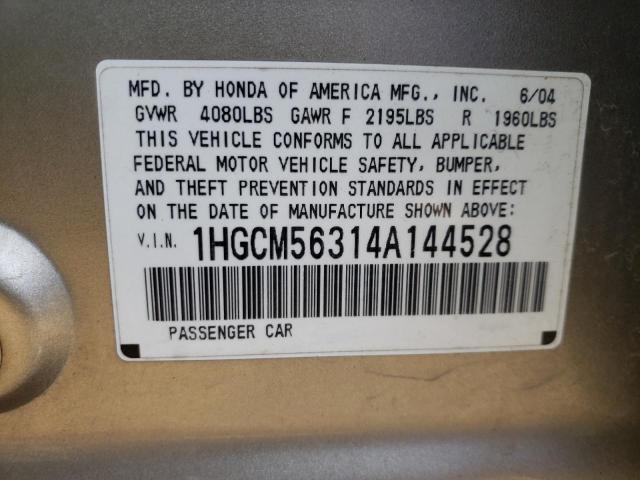 MFD. BY HONDA OF AMERICA MFG., INC. 6/04
GVWR 4080LBS GAWR F 2195LBS R 1960LBS
THIS VEHICLE CONFORMS TO ALL APPLICABLE
FEDERAL MOTOR VEHICLE SAFETY, BUMPER,
AND THEFT PREVENTION STANDARDS IN EFFECT
ON THE DATE OF MANUFACTURE SHOWN ABOVE:
V.I.N. 1HGCM56314A144528
PASSENGER CAR